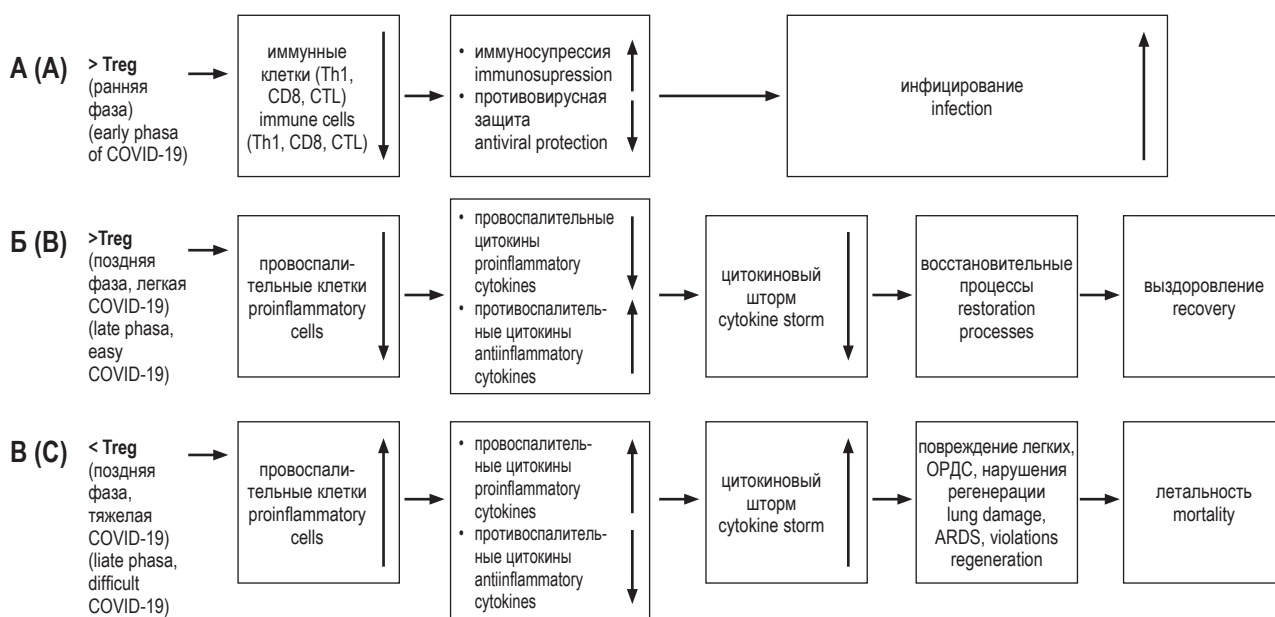 А (A)
> Treg
(ранняя
фаза)
(early phasa
of COVID-19)
иммунные
клетки (Th1,
CD8, CTL)
immune cells
(Th1, CD8, CTL)
• иммуносупрессия
immunosupression
• противовирусная
защита
antiviral protection
инфицирование
infection
Б (B)
>Treg
(поздняя
фаза, легкая
COVID-19)
(late phasa,
easy
COVID-19)
провоспали-
тельные клетки
proinflammatory
cells
• провоспалительные
цитокины
proinflammatory
cytokines
• противоспалитель-
ные цитокины
antiinflammatory
cytokines
цитокиновый
шторм
cytokine storm
восстановительные
процессы
restoration
processes
выздоровление
recovery
В (C)
< Treg
(поздняя
фаза,
тяжелая
COVID-19)
(liate phasa,
difficult
COVID-19)
провоспали-
тельные клетки
proinflammatory
cells
• провоспалитель-
ные цитокины
proinflammatory
cytokines
• противоспалитель-
ные цитокины
antiinflammatory
cytokines
цитокиновый
шторм
cytokine storm
повреждение легких,
ОРДС, нарушения
регенерации
lung damage,
ARDS, violations
regeneration
летальность
mortality